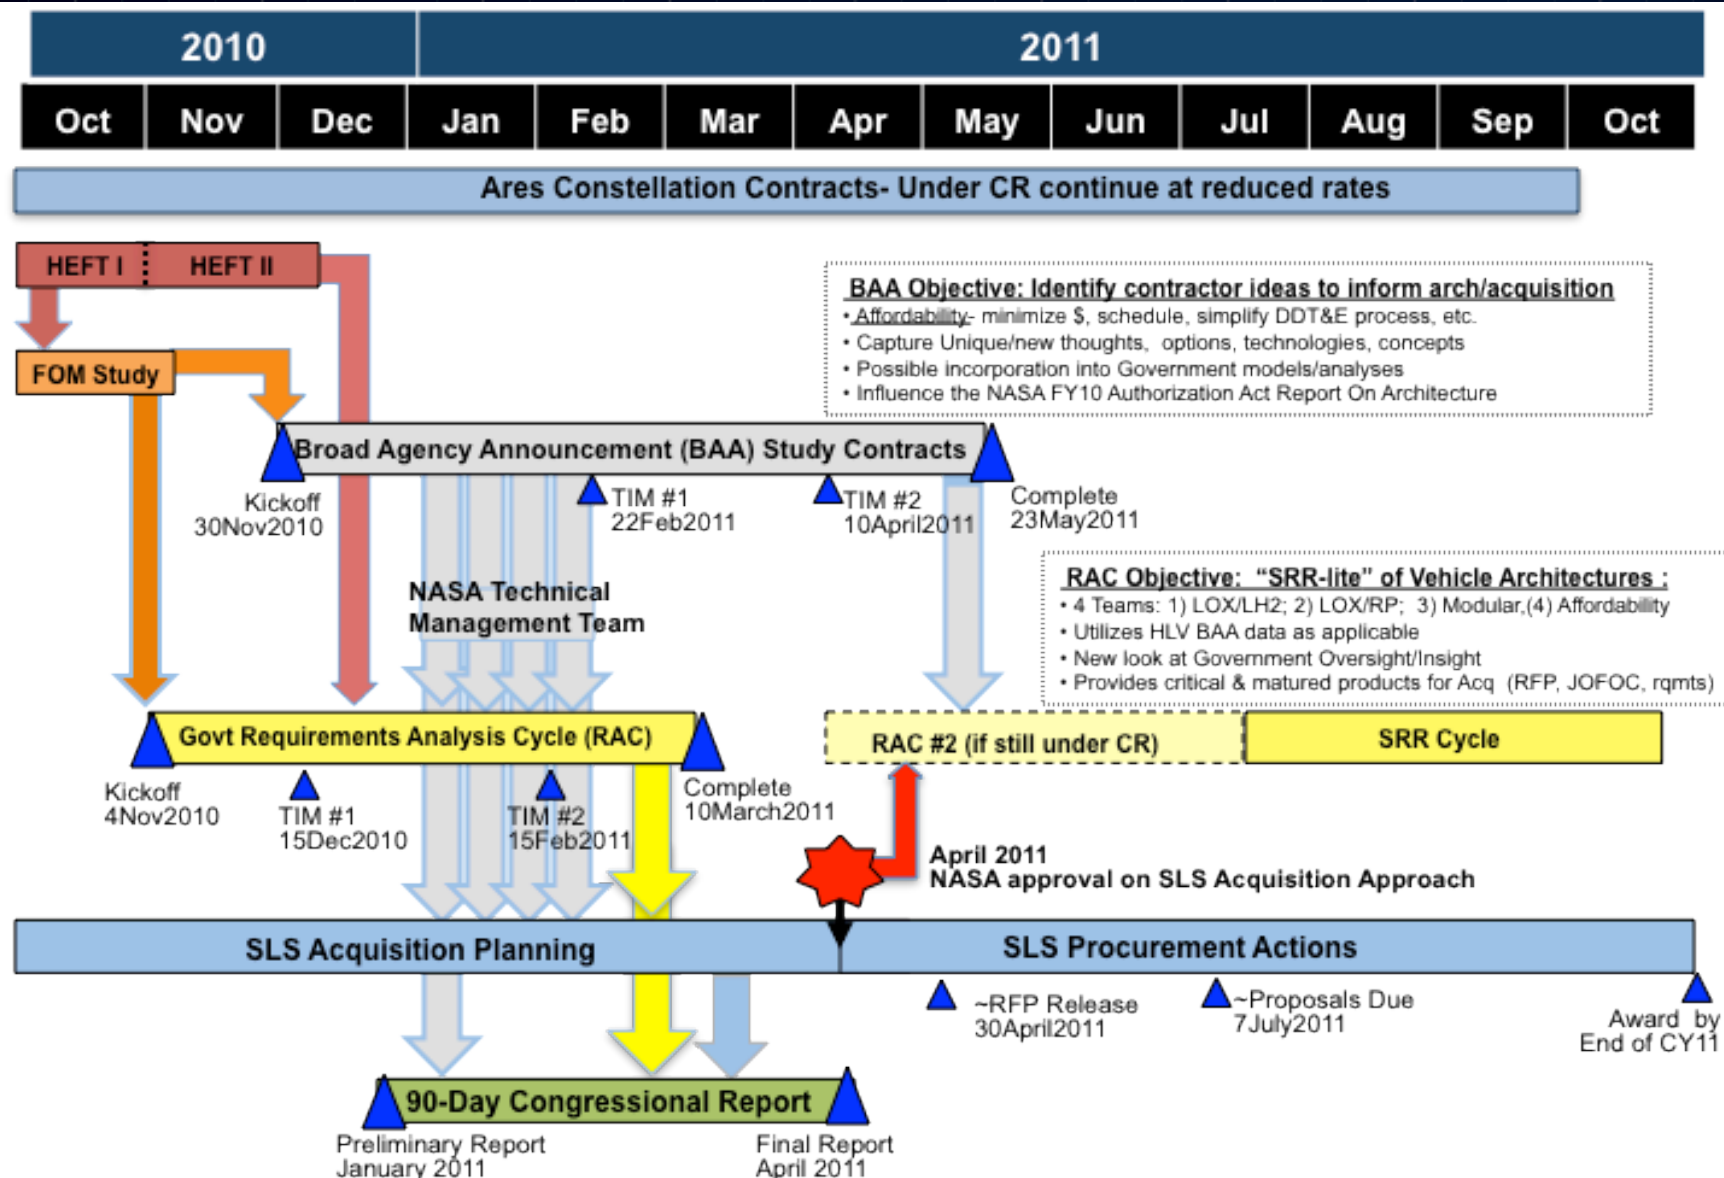 2010 2011
Oct Nov Dec Jan Feb Mar Apr May Jun Jul Aug Sep Oct
Ares Constellation Contracts- Under CR continue at reduced rates
HEFT I HEFT II
BAA Objective: Identify contractor ideas to inform arch/acquisition
• Affordability- minimize $, schedule, simplify DDT&E process, etc.
• Capture Unique/new thoughts, options, technologies, concepts
• Possible incorporation into Government models/analyses
• Influence the NASA FY10 Authorization Act Report On Architecture
FOM Study
Broad Agency Announcement (BAA) Study Contracts
Kickoff
30Nov2010
TIM #1
22Feb2011
TIM #2
10April2011
Complete
23May2011
RAC Objective: “SRR-lite” of Vehicle Architectures :
• 4 Teams: 1) LOX/LH2; 2) LOX/RP; 3) Modular,(4) Affordability
• Utilizes HLV BAA data as applicable
• New look at Government Oversight/Insight
• Provides critical & matured products for Acq (RFP, JOFOC, rqmts)
NASA Technical
Management Team
Govt Requirements Analysis Cycle (RAC)
RAC #2 (if still under CR)
SRR Cycle
Kickoff
4Nov2010
TIM #1
15Dec2010
TIM #2
15Feb2011
Complete
10March2011
April 2011
NASA approval on SLS Acquisition Approach
SLS Acquisition Planning
SLS Procurement Actions
~RFP Release
30April2011
~Proposals Due
7July2011
Award by
End of CY11
90-Day Congressional Report
Preliminary Report
January 2011
Final Report
April 2011